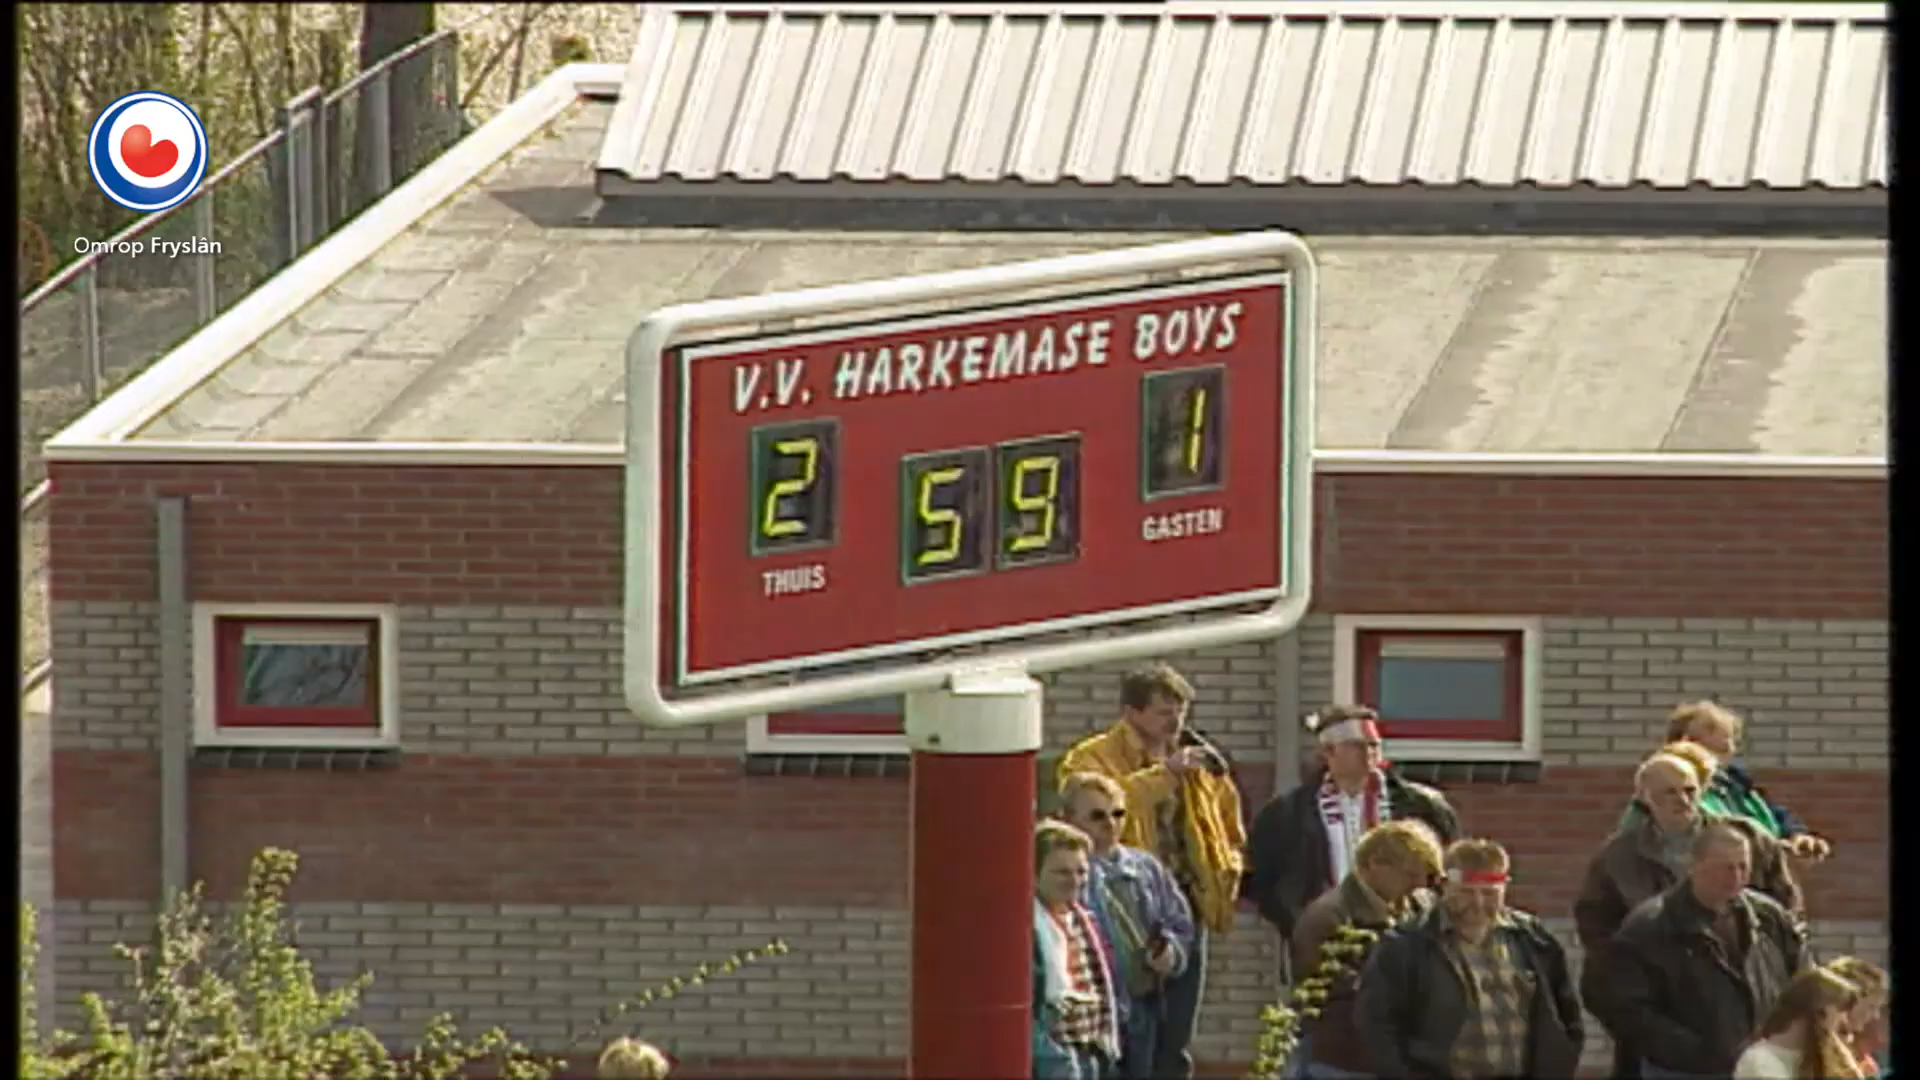 Omrop Fryslân
V.V. HARKEMASE BOYS
2 59 1
THUIS GASTEN